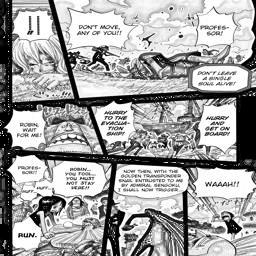 !!
DON'T MOVE,
ANY OF YOU!!
PROFES-
SOR!
DON'T LEAVE
A SINGLE
SOUL ALIVE!
ROBIN,
WAIT
FOR ME!
HURRY
TO THE
EVACUA-
TION
SHIP!
HURRY
AND GET
ON
BOARD!
PROFES-
SOR!
HUFF...
ROBIN...
YOU FOOL...
YOU MUST
NOT STAY
HERE!!
RUN.
NOW THEN, WITH THE
GOLDEN TRANSPONDER
SNAIL ENTRUSTED TO ME
BY ADMIRAL SENGOKU,
I SHALL NOW TRIGGER...
WAAAH!!